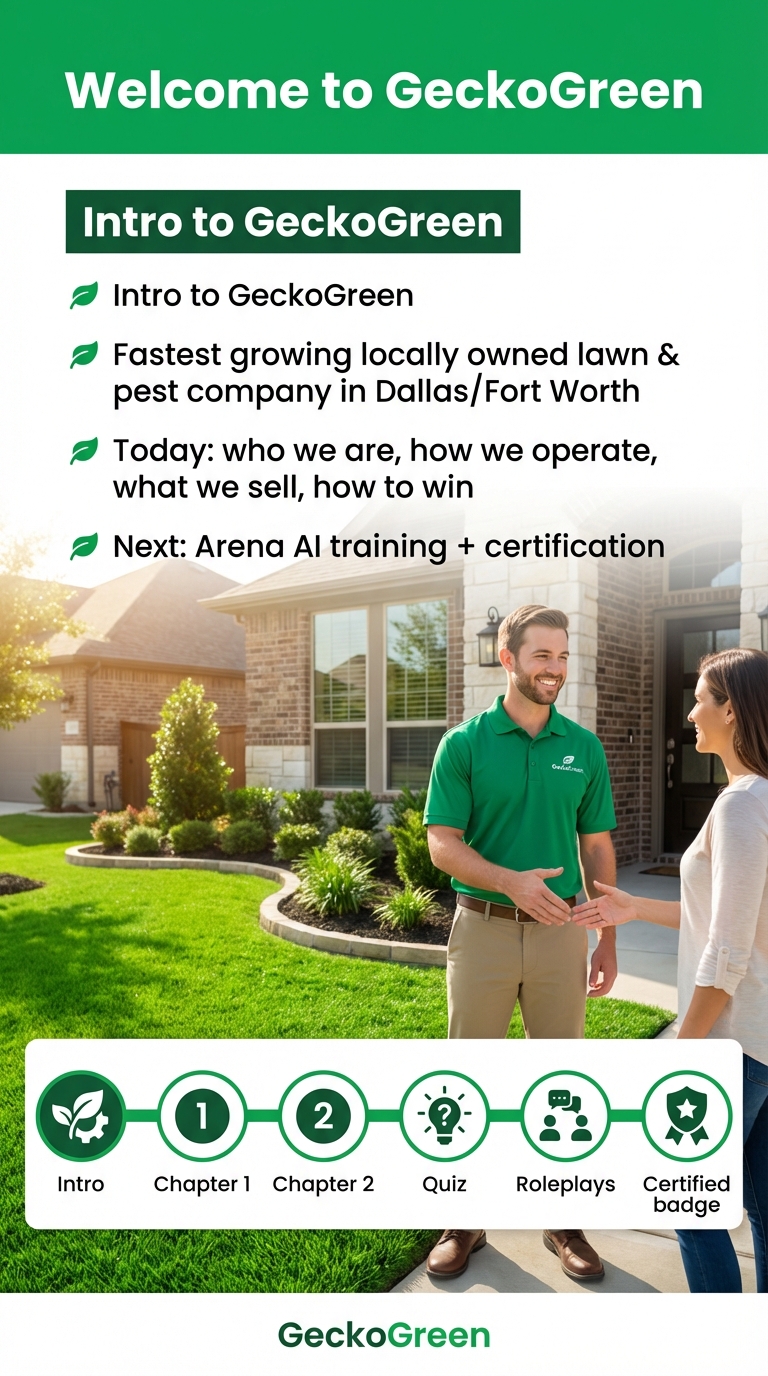 Welcome to GeckoGreen
Intro to GeckoGreen
Intro to GeckoGreen
Fastest growing locally owned lawn &
pest company in Dallas/Fort Worth
Today: who we are, how we operate,
what we sell, how to win
Next: Arena AI training + certification
1
2
?
Intro
Chapter 1
Chapter 2
Quiz
Roleplays
Certified
badge
GeckoGreen